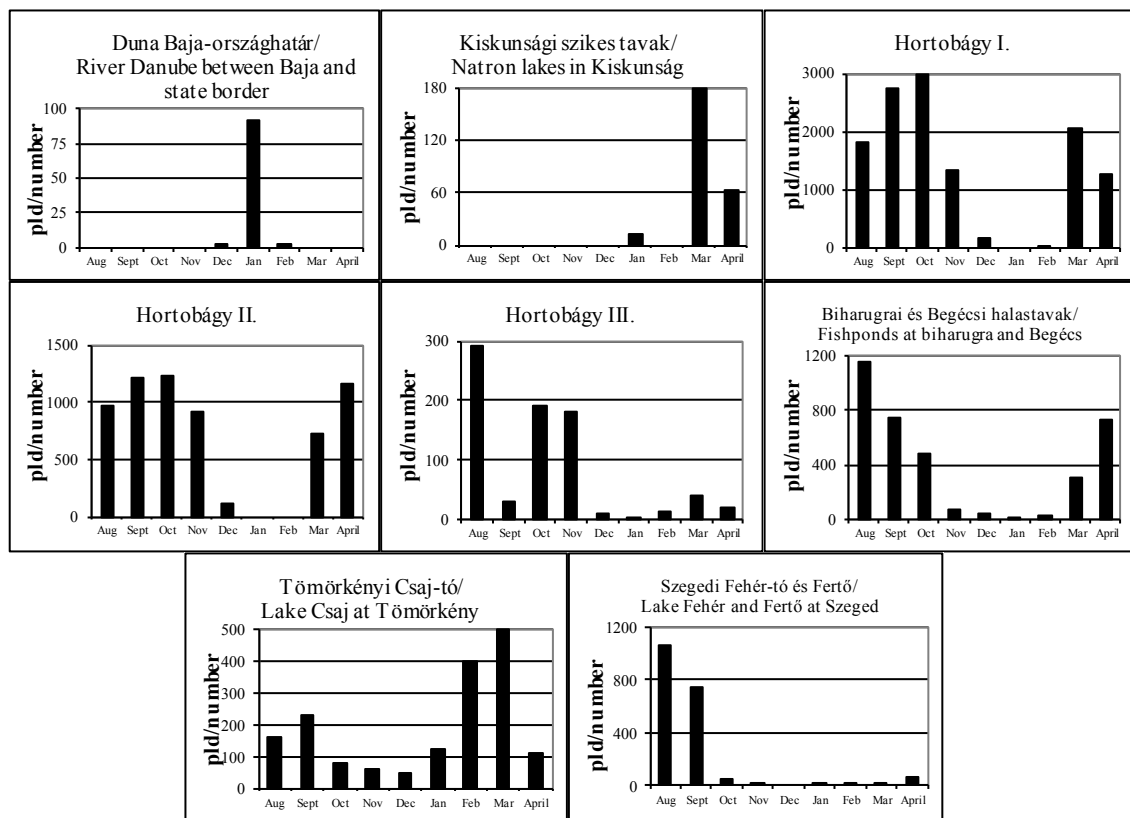 Duna Baja-országhatár/
River Danube between Baja and
state border
pld/number
100
75
50
25
0
Aug Sept Oct Nov Dec Jan Feb Mar April
Kiskunsági szikes tavak/
Natron lakes in Kiskunság
pld/number
180
120
60
0
Aug Sept Oct Nov Dec Jan Feb Mar April
Hortobágy I.
pld/number
3000
2000
1000
0
Aug Sept Oct Nov Dec Jan Feb Mar April
Hortobágy II.
pld/number
1500
1000
500
0
Aug Sept Oct Nov Dec Jan Feb Mar April
Hortobágy III.
pld/number
300
200
100
0
Aug Sept Oct Nov Dec Jan Feb Mar April
Biharugrai és Begécsi halastavak/
Fishponds at biharugra and Begécs
pld/number
1200
800
400
0
Aug Sept Oct Nov Dec Jan Feb Mar April
Tömörkényi Csaj-tó/
Lake Csaj at Tömörkény
pld/number
500
400
300
200
100
0
Aug Sept Oct Nov Dec Jan Feb Mar April
Szegedi Fehér-tó és Fertő/
Lake Fehér and Fertő at Szeged
pld/number
1200
800
400
0
Aug Sept Oct Nov Dec Jan Feb Mar April